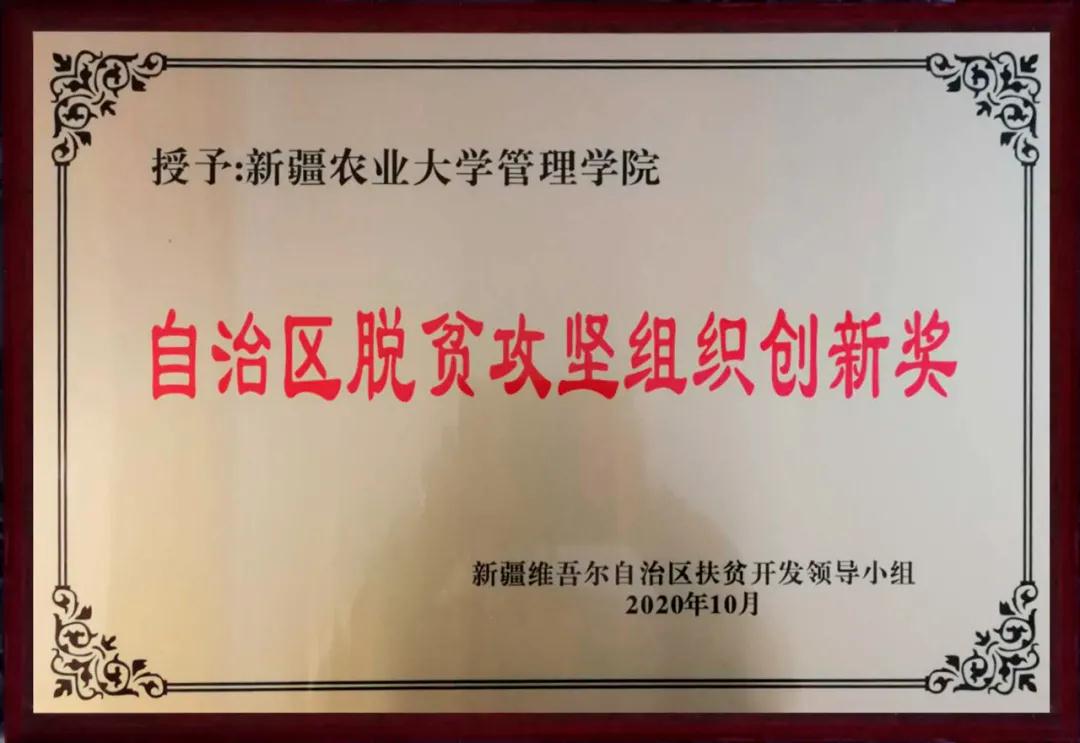 授予:新疆农业大学管理学院
自治区脱贫攻坚组织创新奖
新疆维吾尔自治区扶贫开发领导小组
2020年10月